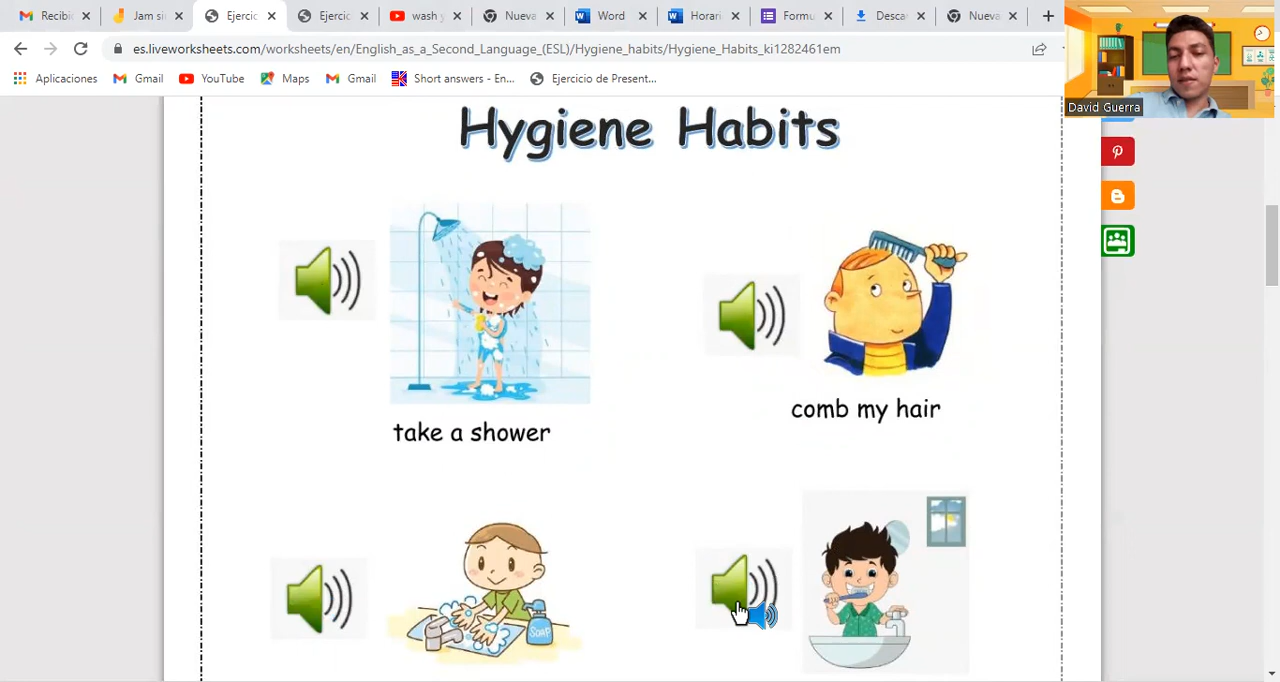 Recibid
Jam si
Ejercic
Ejercic
wash y
Nueva
Word
Horari
Formu
Desca
Nueva
es.liveworksheets.com/worksheets/en/English_as_a_Second_Language_(ESL)/Hygiene_habits/Hygiene_Habits_ki1282461em
Aplicaciones
Gmail
YouTube
Maps
Gmail
Short answers - En...
Ejercicio de Present...
David Guerra
Hygiene Habits
take a shower
comb my hair
SOAP